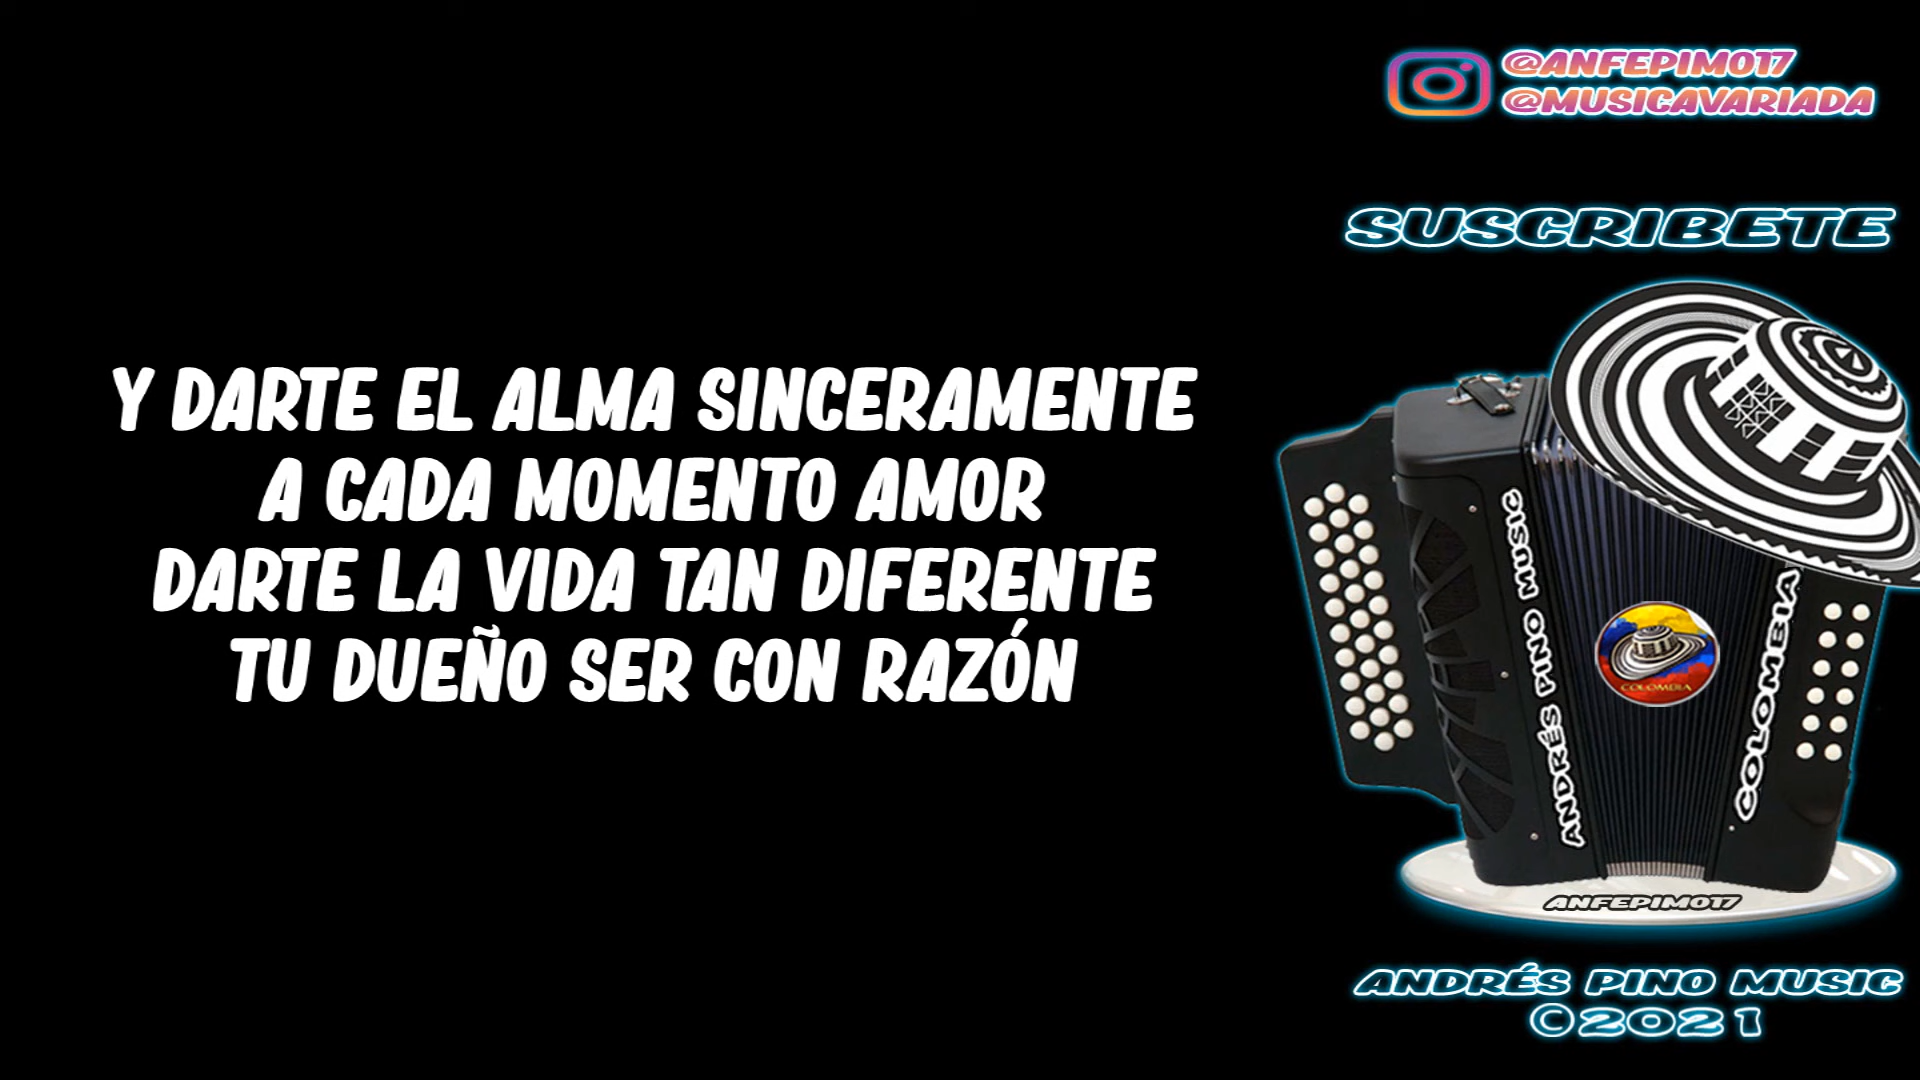 @ANFEPIMO17
@MUSICAVARIADA
SUSCRIBETE
Y DARTE EL ALMA SINCERAMENTE
A CADA MOMENTO AMOR
DARTE LA VIDA TAN DIFERENTE
TU DUEÑO SER CON RAZÓN
ANDRÉS PINO MUSIC
COLOMBIA
COLOMBIA
ANFEPIMO17
ANDRÉS PINO MUSIC
©2021